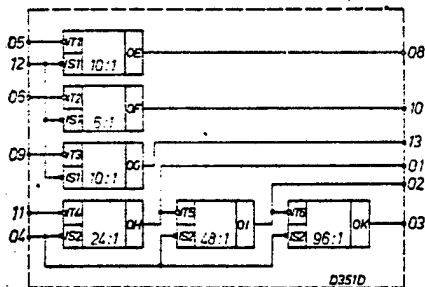 05 /T1 OE 08
12 /S1 10:1
06 /T2 OF 10
/S1 6:1
09 /T3 OG 13
/S1 10:1 01
02
11 /T4 OH /T5 OI /T6 OK 03
04 /S2 24:1 /S2 48:1 /S2 96:1
D351D